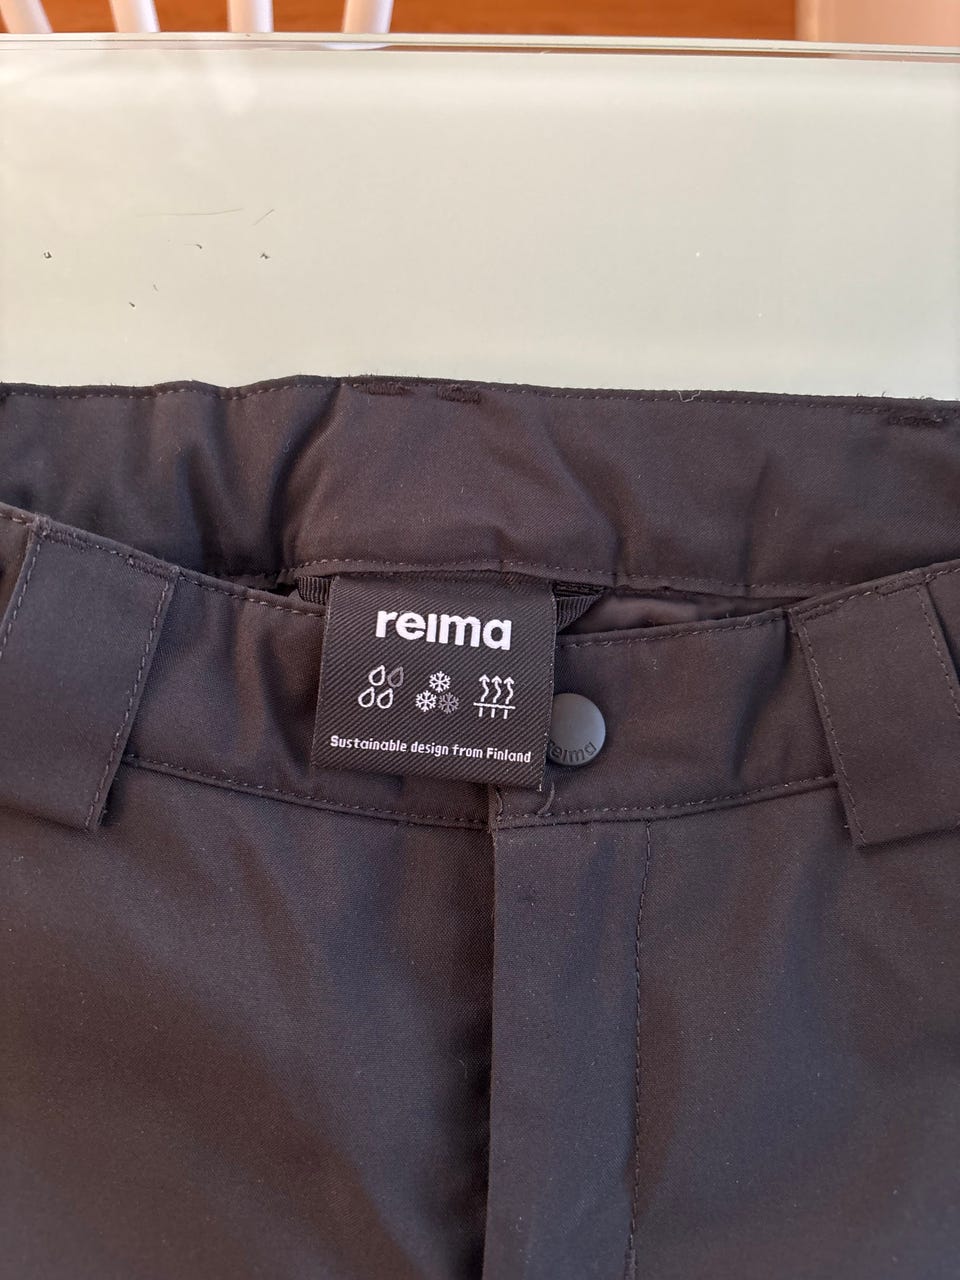 reima
Sustainable design from Finland
reima